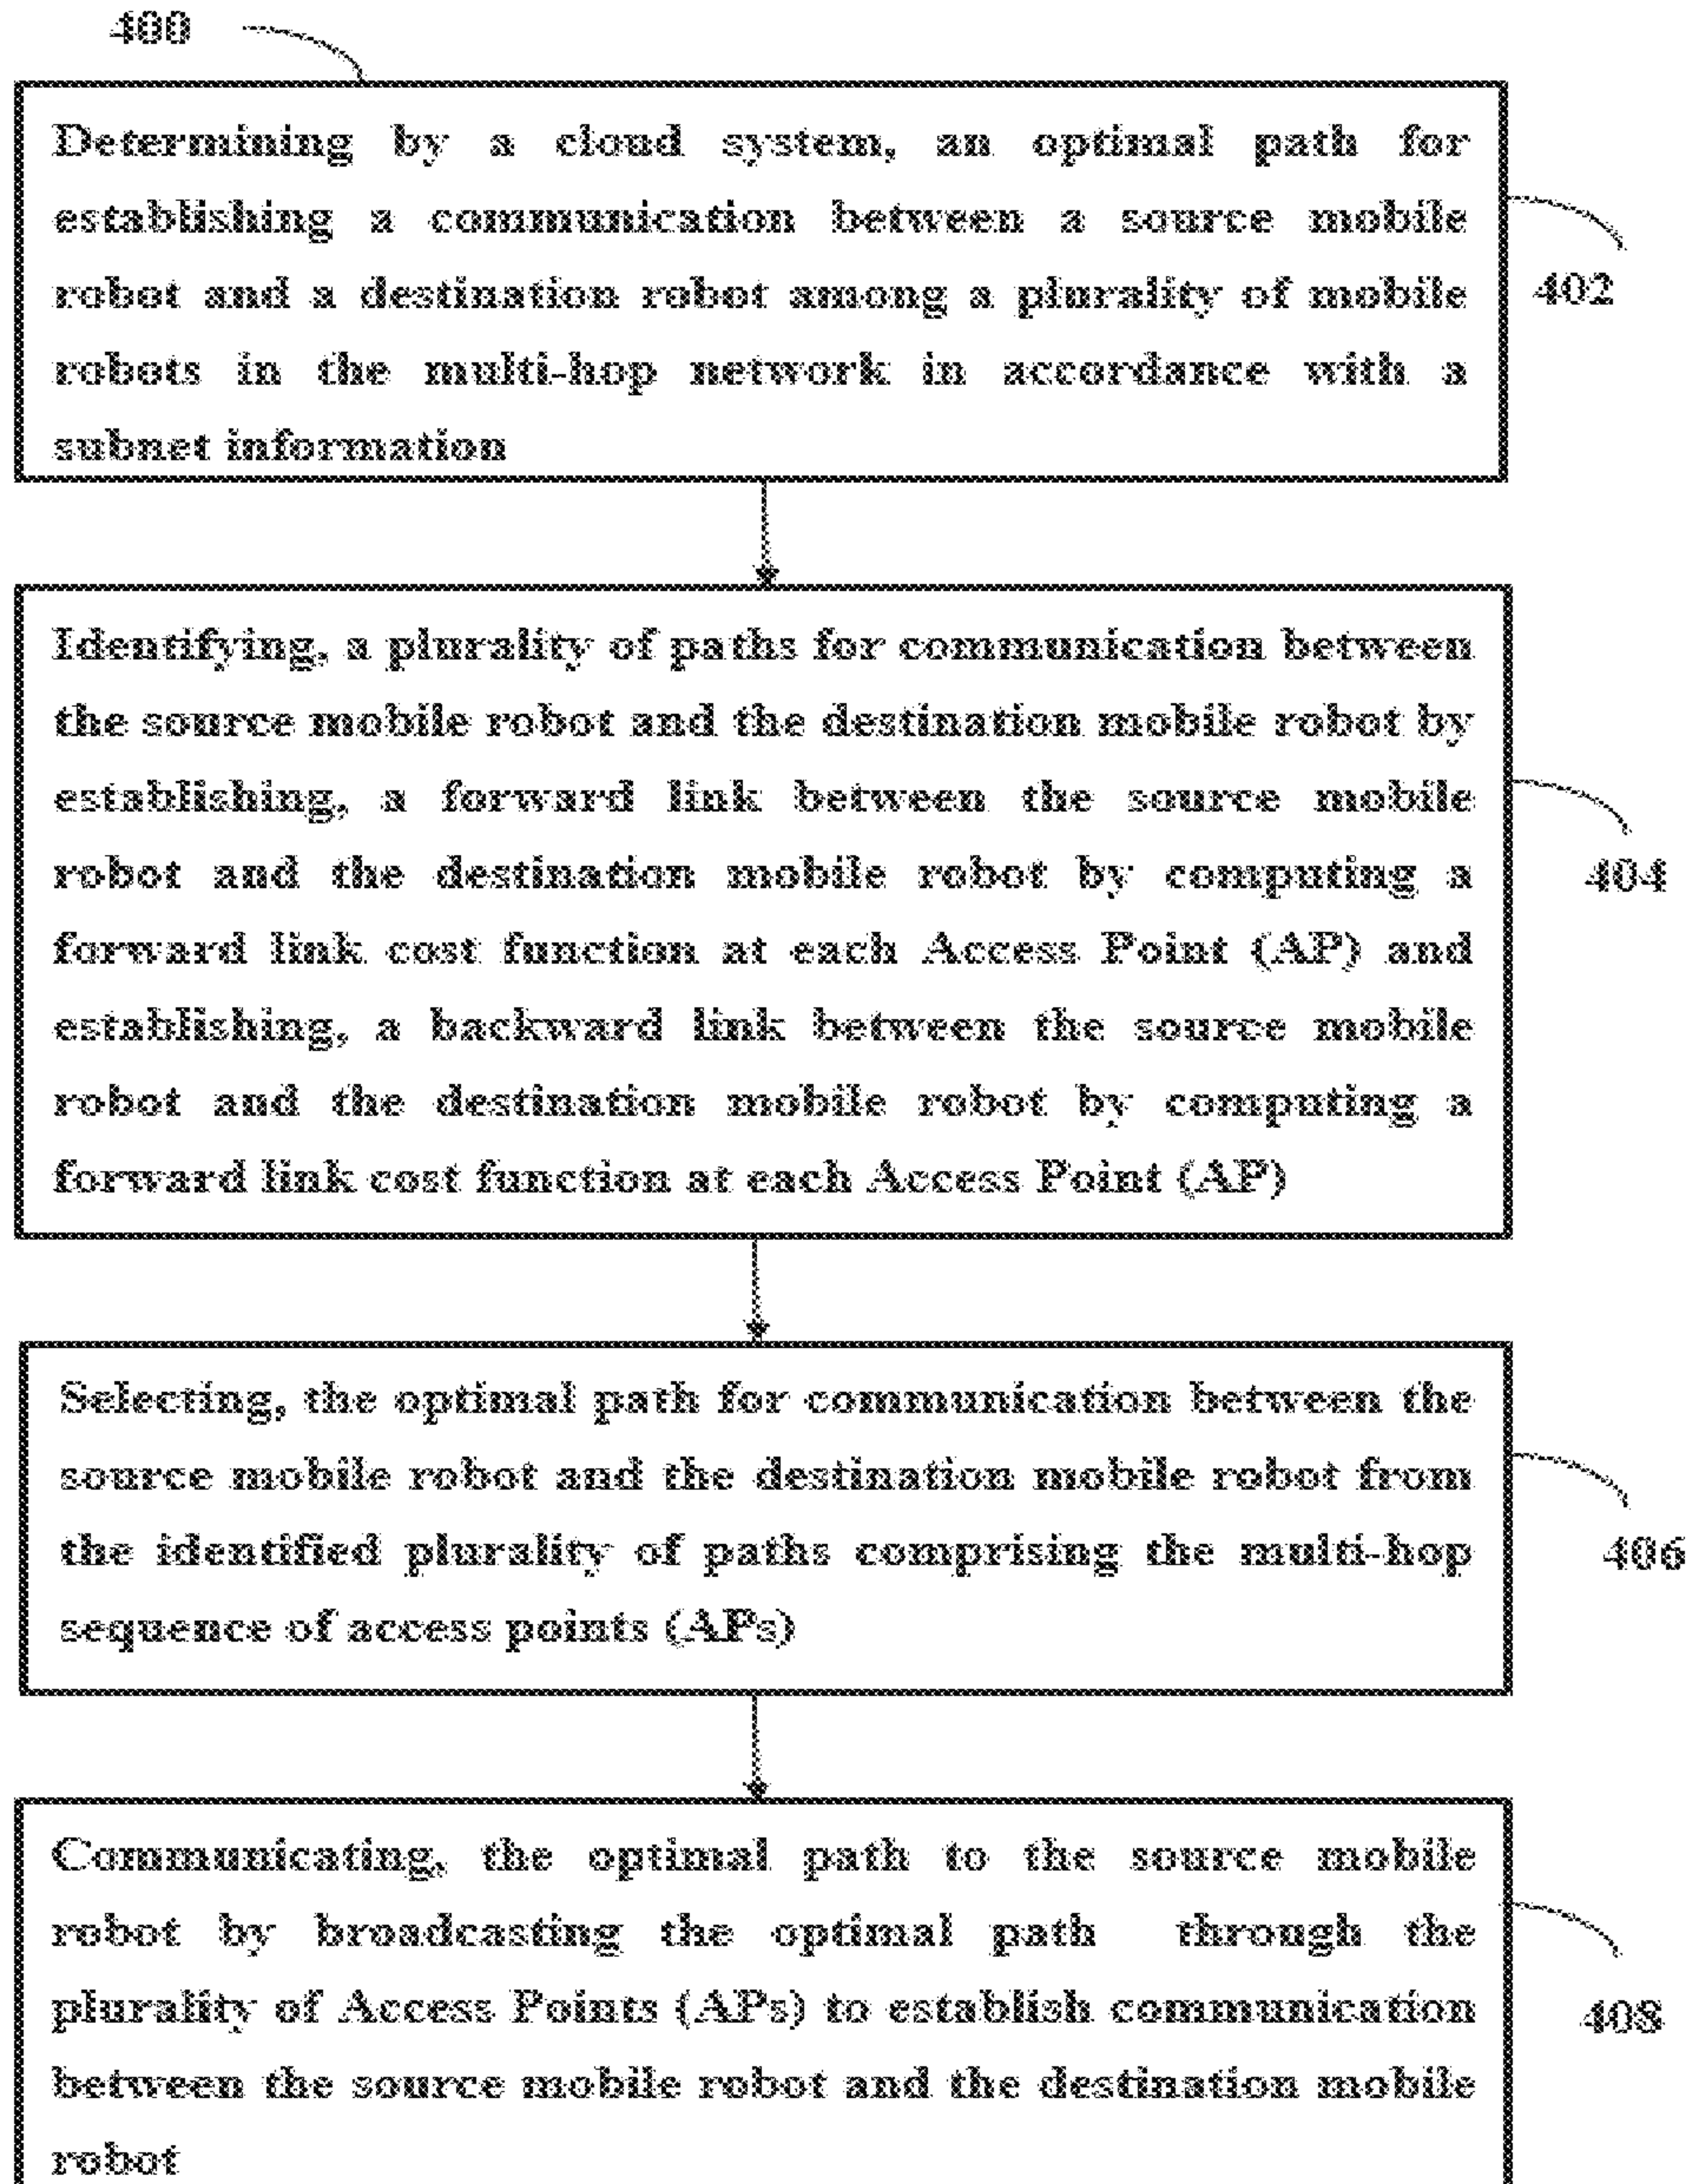 400
Determining by a cloud system, an optimal path for
establishing a communication between a source mobile
robot and a destination robot among a plurality of mobile
robots in the multi-hop network in accordance with a
subnet information
402
Identifying, a plurality of paths for communication between
the source mobile robot and the destination mobile robot by
establishing, a forward link between the source mobile
robot and the destination mobile robot by computing a
forward link cost function at each Access Point (AP) and
establishing, a backward link between the source mobile
robot and the destination mobile robot by computing a
forward link cost function at each Access Point (AP)
404
Selecting, the optimal path for communication between the
source mobile robot and the destination mobile robot from
the identified plurality of paths comprising the multi-hop
sequence of access points (APs)
406
Communicating, the optimal path to the source mobile
robot by broadcasting the optimal path through the
plurality of Access Points (APs) to establish communication
between the source mobile robot and the destination mobile
robot
408